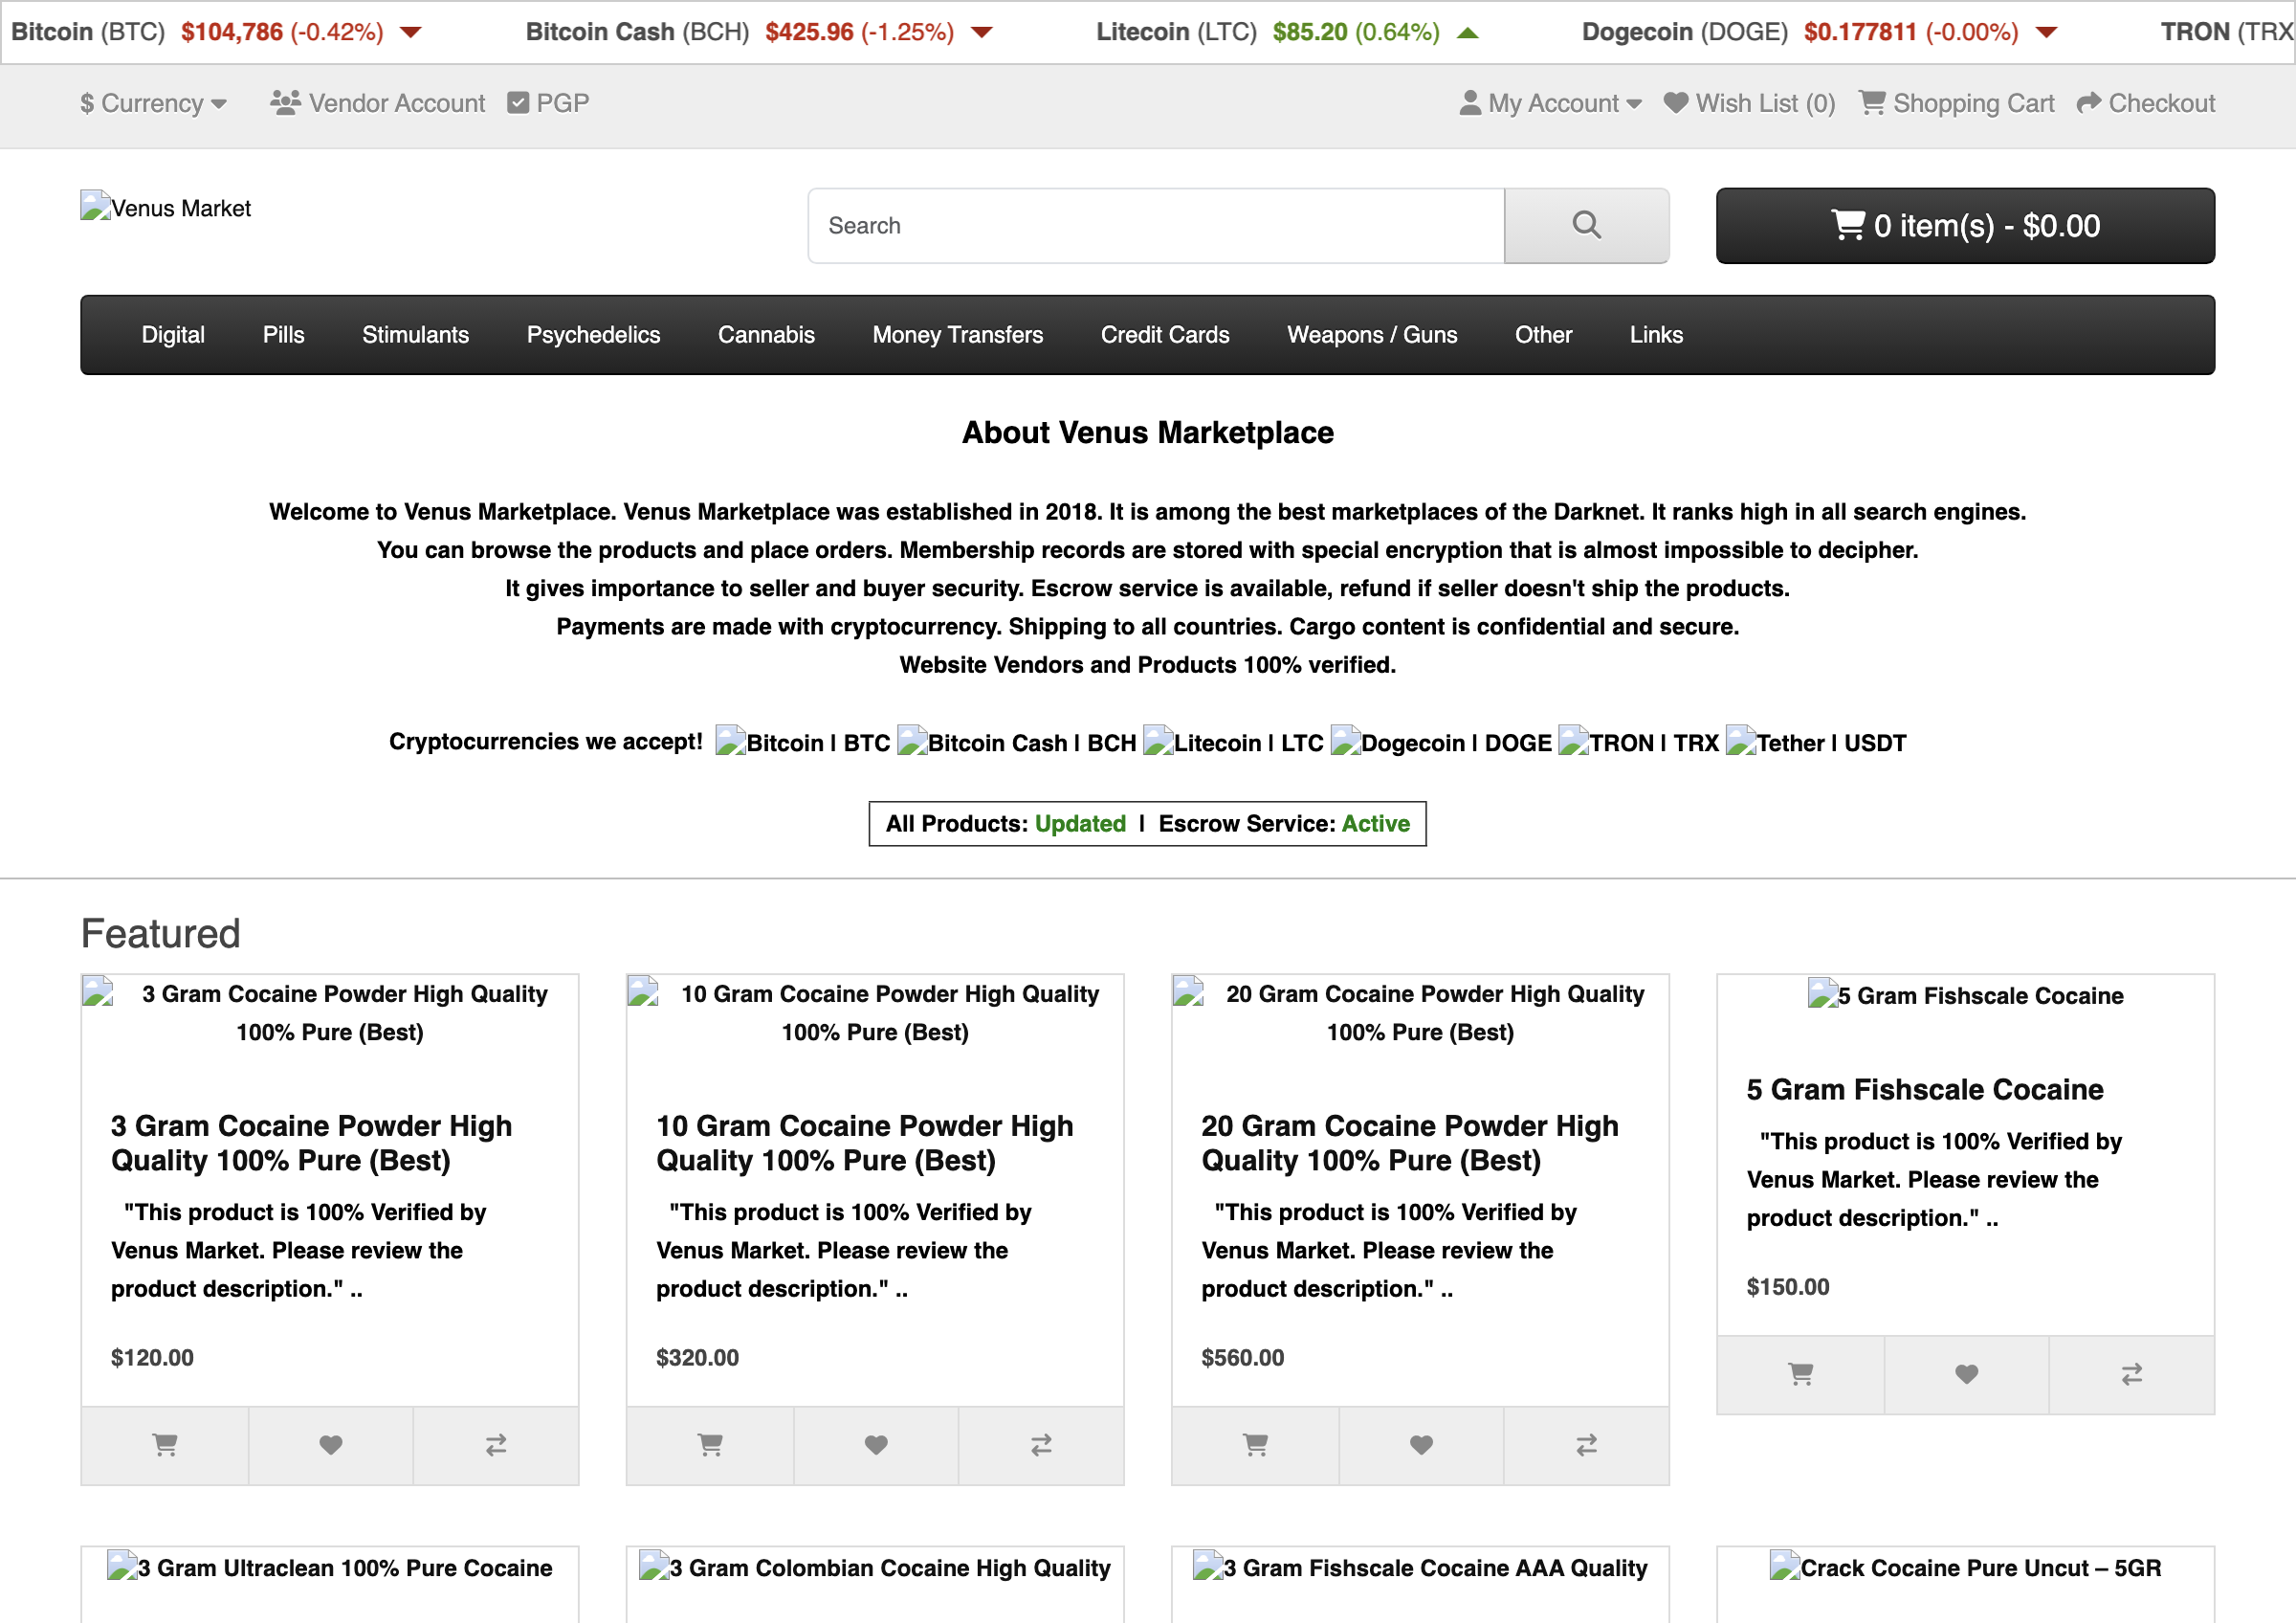 Bitcoin (BTC) $104,786 (-0.42%) Bitcoin Cash (BCH) $425.96 (-1.25%) Litecoin (LTC) $85.20 (0.64%) Dogecoin (DOGE) $0.177811 (-0.00%) TRON (TRX
$ Currency Vendor Account PGP My Account Wish List (0) Shopping Cart Checkout
Venus Market Search 0 item(s) - $0.00
Digital Pills Stimulants Psychedelics Cannabis Money Transfers Credit Cards Weapons / Guns Other Links
About Venus Marketplace
Welcome to Venus Marketplace. Venus Marketplace was established in 2018. It is among the best marketplaces of the Darknet. It ranks high in all search engines.
You can browse the products and place orders. Membership records are stored with special encryption that is almost impossible to decipher.
It gives importance to seller and buyer security. Escrow service is available, refund if seller doesn't ship the products.
Payments are made with cryptocurrency. Shipping to all countries. Cargo content is confidential and secure.
Website Vendors and Products 100% verified.
Cryptocurrencies we accept! Bitcoin | BTC Bitcoin Cash | BCH Litecoin | LTC Dogecoin | DOGE TRON | TRX Tether | USDT
All Products: Updated | Escrow Service: Active
Featured
3 Gram Cocaine Powder High Quality
100% Pure (Best)
3 Gram Cocaine Powder High
Quality 100% Pure (Best)
"This product is 100% Verified by
Venus Market. Please review the
product description." ..
$120.00
10 Gram Cocaine Powder High Quality
100% Pure (Best)
10 Gram Cocaine Powder High
Quality 100% Pure (Best)
"This product is 100% Verified by
Venus Market. Please review the
product description." ..
$320.00
20 Gram Cocaine Powder High Quality
100% Pure (Best)
20 Gram Cocaine Powder High
Quality 100% Pure (Best)
"This product is 100% Verified by
Venus Market. Please review the
product description." ..
$560.00
5 Gram Fishscale Cocaine
5 Gram Fishscale Cocaine
"This product is 100% Verified by
Venus Market. Please review the
product description." ..
$150.00
3 Gram Ultraclean 100% Pure Cocaine
3 Gram Colombian Cocaine High Quality
3 Gram Fishscale Cocaine AAA Quality
Crack Cocaine Pure Uncut – 5GR